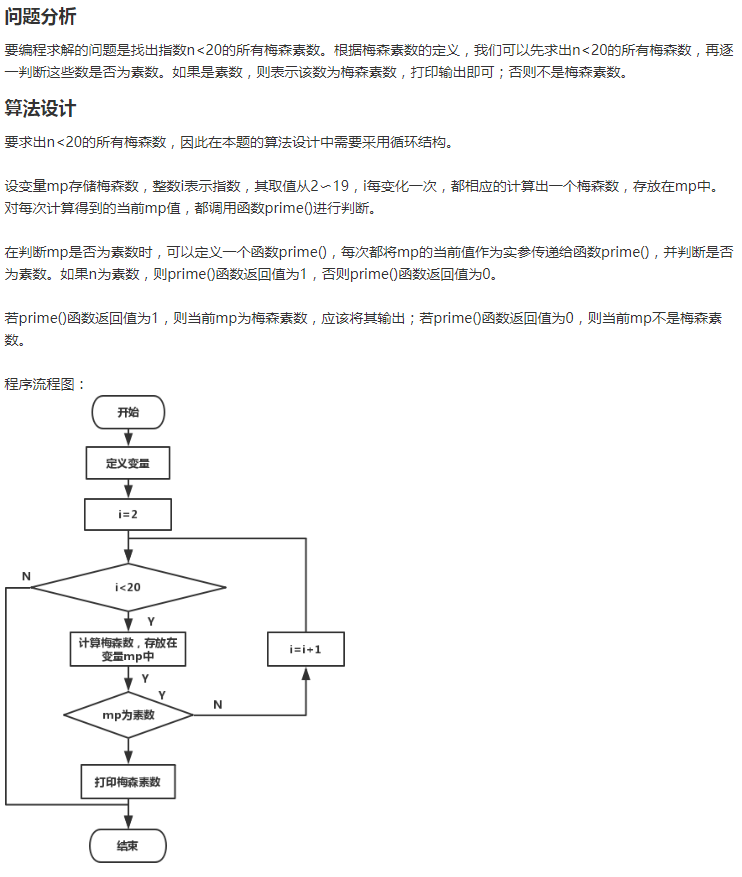 问题分析
要编程求解的问题是找出指数n<20的所有梅森素数。根据梅森素数的定义，我们可以先求出n<20的所有梅森数，再逐
一判断这些数是否为素数。如果是素数，则表示该数为梅森素数，打印输出即可；否则不是梅森素数。
算法设计
要求出n<20的所有梅森数，因此在本题的算法设计中需要采用循环结构。
设变量mp存储梅森数，整数i表示指数，其取值从2〜19，i每变化一次，都相应的计算出一个梅森数，存放在mp中。
对每次计算得到的当前mp值，都调用函数prime()进行判断。
在判断mp是否为素数时，可以定义一个函数prime()，每次都将mp的当前值作为实参传递给函数prime()，并判断是否
为素数。如果n为素数，则prime()函数返回值为1，否则prime()函数返回值为0。
若prime()函数返回值为1，则当前mp为梅森素数，应该将其输出；若prime()函数返回值为0，则当前mp不是梅森素
数。
程序流程图：
开始
定义变量
i=2
N
i<20
Y
计算梅森数，存放在
变量mp中
i=i+1
Y
Y
N
mp为素数
打印梅森素数
结束